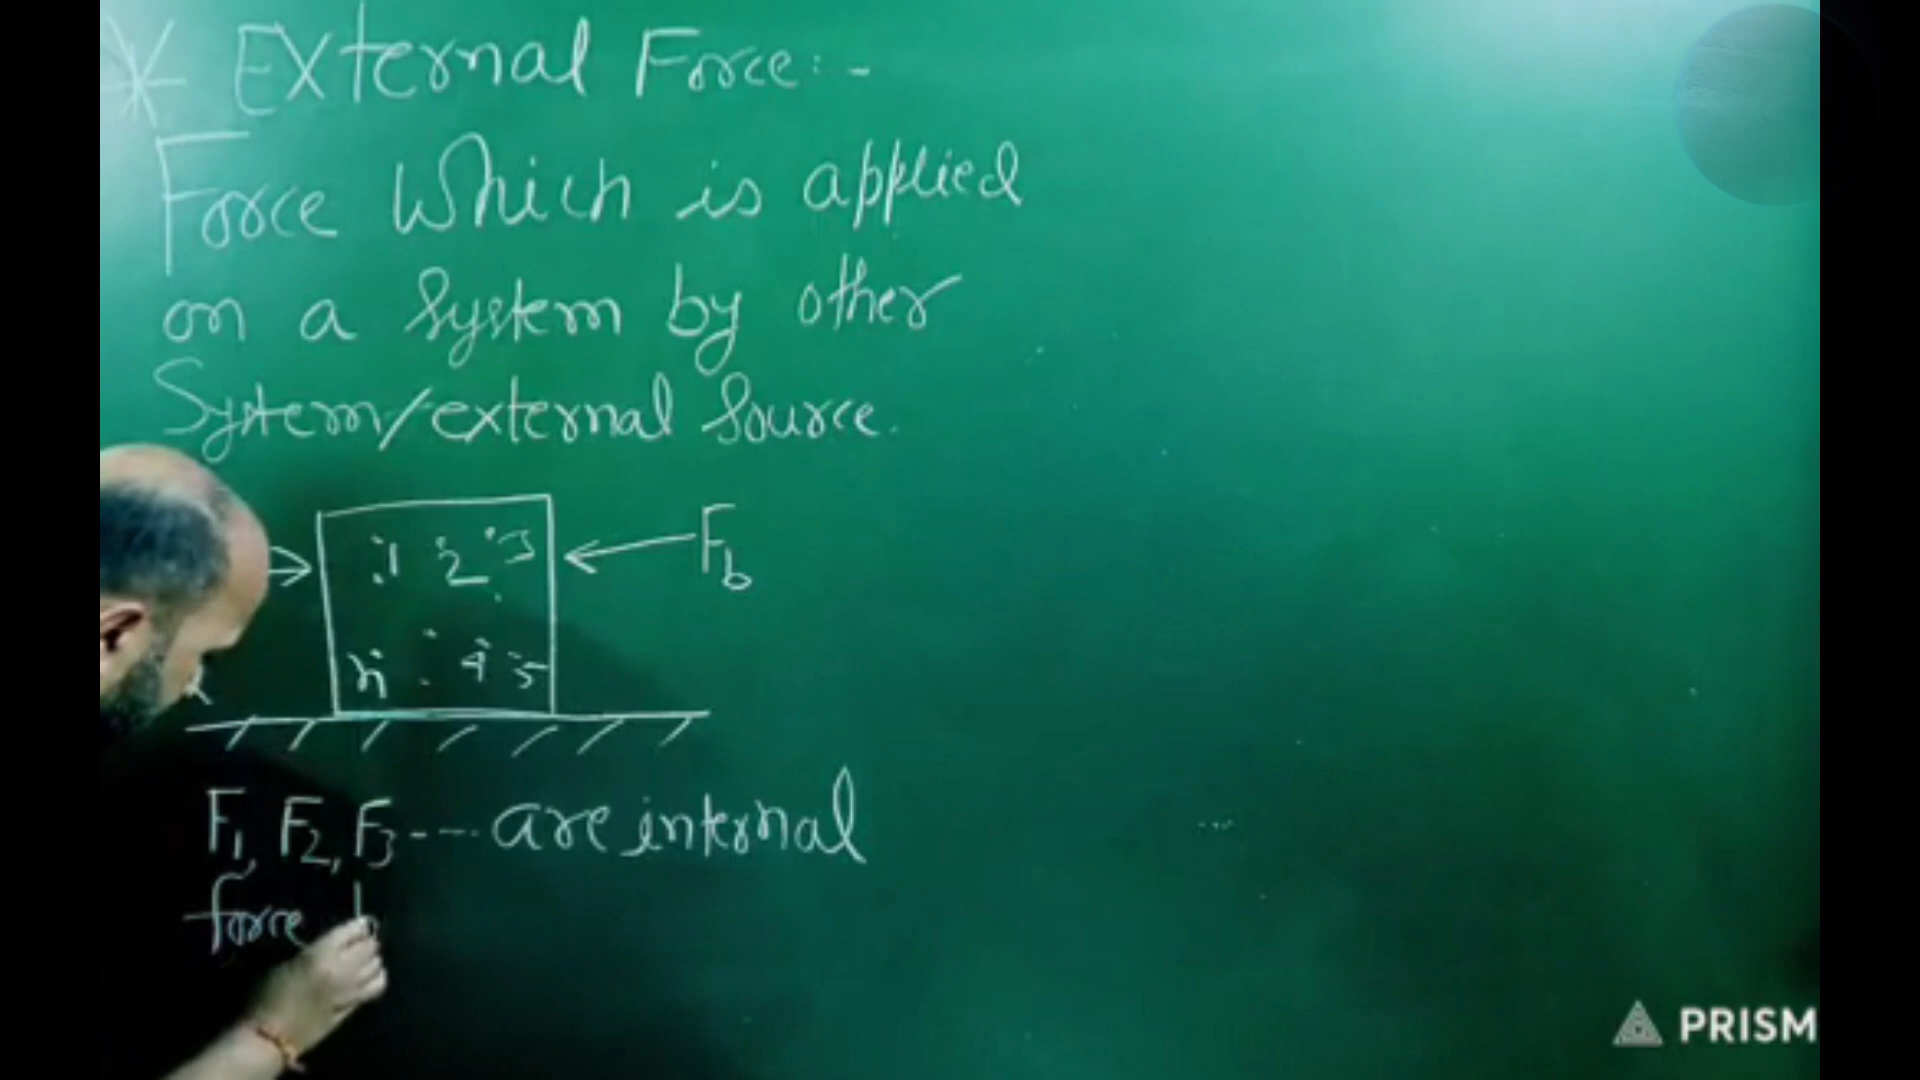 * External Force:-
Force which is applied
on a system by other
System/external source.
1 2 3
F_b
n 4 5
F1, F2, F3 --- are internal
force
PRISM